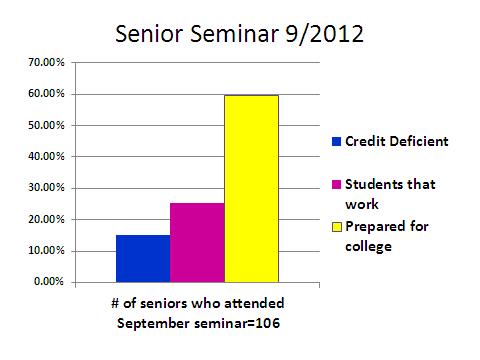 Senior Seminar 9/2012
70.00%
60.00%
50.00%
40.00%
30.00%
20.00%
10.00%
0.00%
# of seniors who attended
September seminar=106
Credit Deficient
Students that
work
Prepared for
college